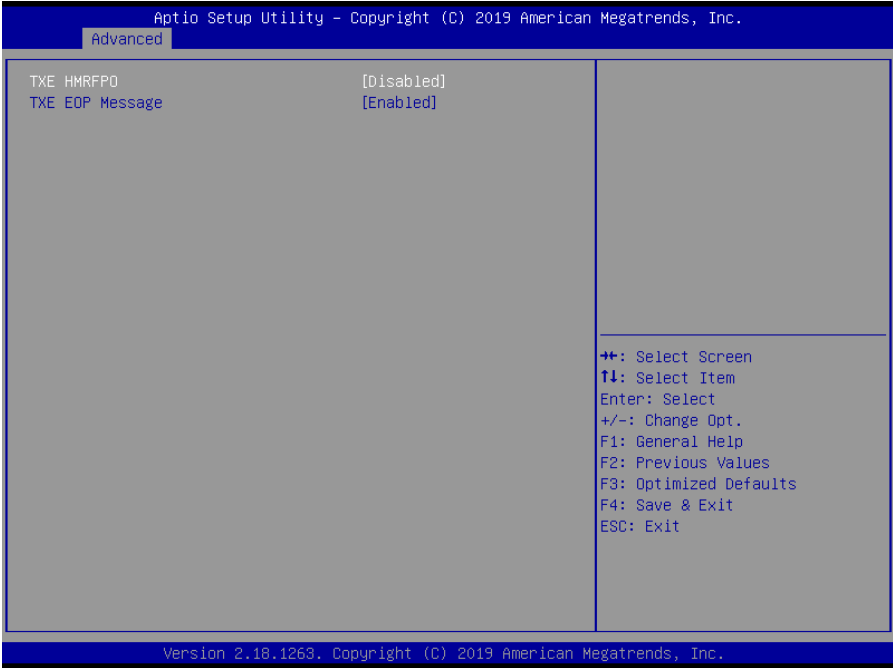 Aptio Setup Utility – Copyright (C) 2019 American Megatrends, Inc.
Advanced
TXE HMRFPO [Disabled]
TXE EOP Message [Enabled]
→←: Select Screen
↑↓: Select Item
Enter: Select
+/-: Change Opt.
F1: General Help
F2: Previous Values
F3: Optimized Defaults
F4: Save & Exit
ESC: Exit
Version 2.18.1263. Copyright (C) 2019 American Megatrends, Inc.